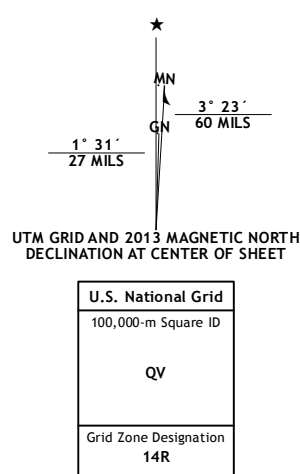 ★
MN
3° 23´
60 MILS
GN
1° 31´
27 MILS
UTM GRID AND 2013 MAGNETIC NORTH
DECLINATION AT CENTER OF SHEET
U.S. National Grid
100,000-m Square ID
QV
Grid Zone Designation
14R